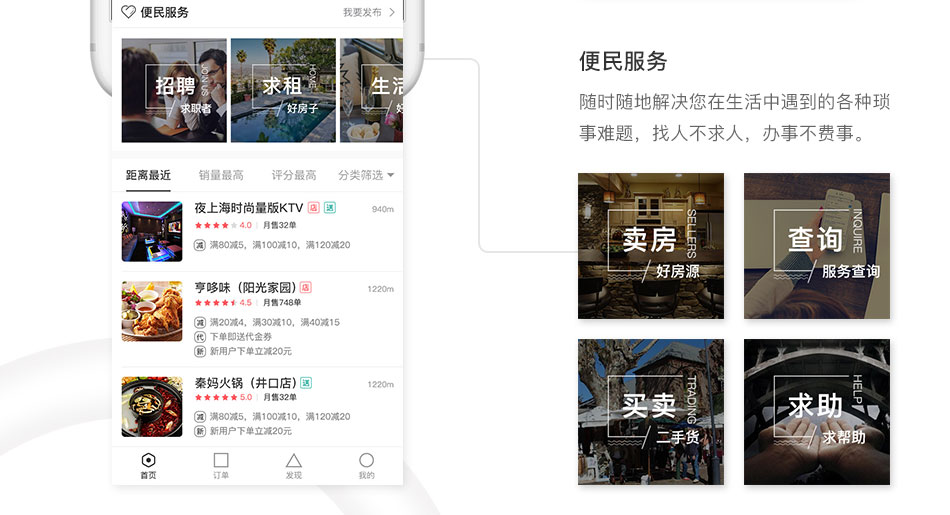 便民服务
我要发布
招聘
JOIN US
求职者
求租
HOME
好房子
生活
好
距离最近
销量最高
评分最高
分类筛选
夜上海时尚量版KTV 店 送
940m
4.0 月售32单
减 满80减5，满100减10，满120减20
亨哆味（阳光家园） 店
1220m
4.5 月售748单
减 满20减4，满30减10，满40减15
代 下单即送代金券
新 新用户下单立减20元
秦妈火锅（井口店） 送
1220m
5.0 月售32单
减 满80减5，满100减10，满120减20
新 新用户下单立减20元
首页
订单
发现
我的
便民服务
随时随地解决您在生活中遇到的各种琐
事难题，找人不求人，办事不费事。
卖房
SELLERS
好房源
查询
INQUIRE
服务查询
买卖
TRADING
二手货
求助
HELP
求帮助